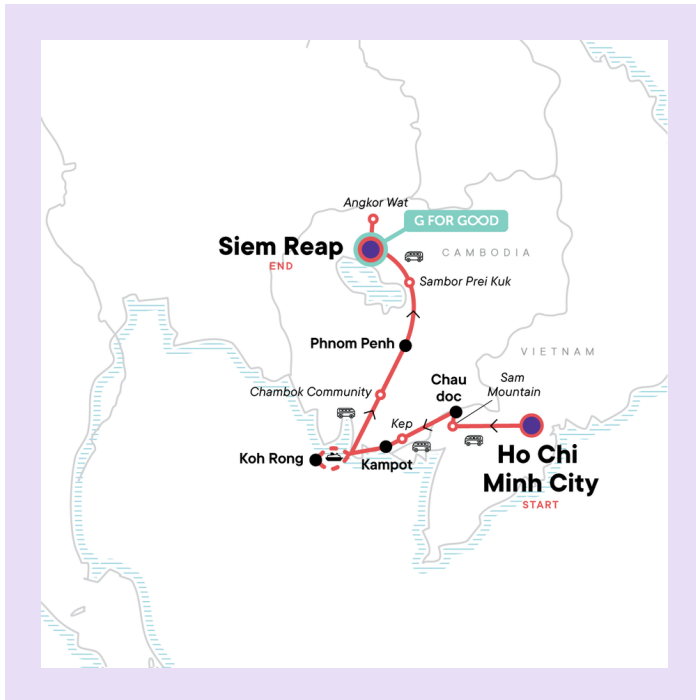 Angkor Wat
G FOR GOOD
Siem Reap
END
CAMBODIA
Sambor Prei Kuk
Phnom Penh
VIETNAM
Chau
doc
Sam
Mountain
Chambok Community
Kep
Koh Rong
Kampot
Ho Chi
Minh City
START